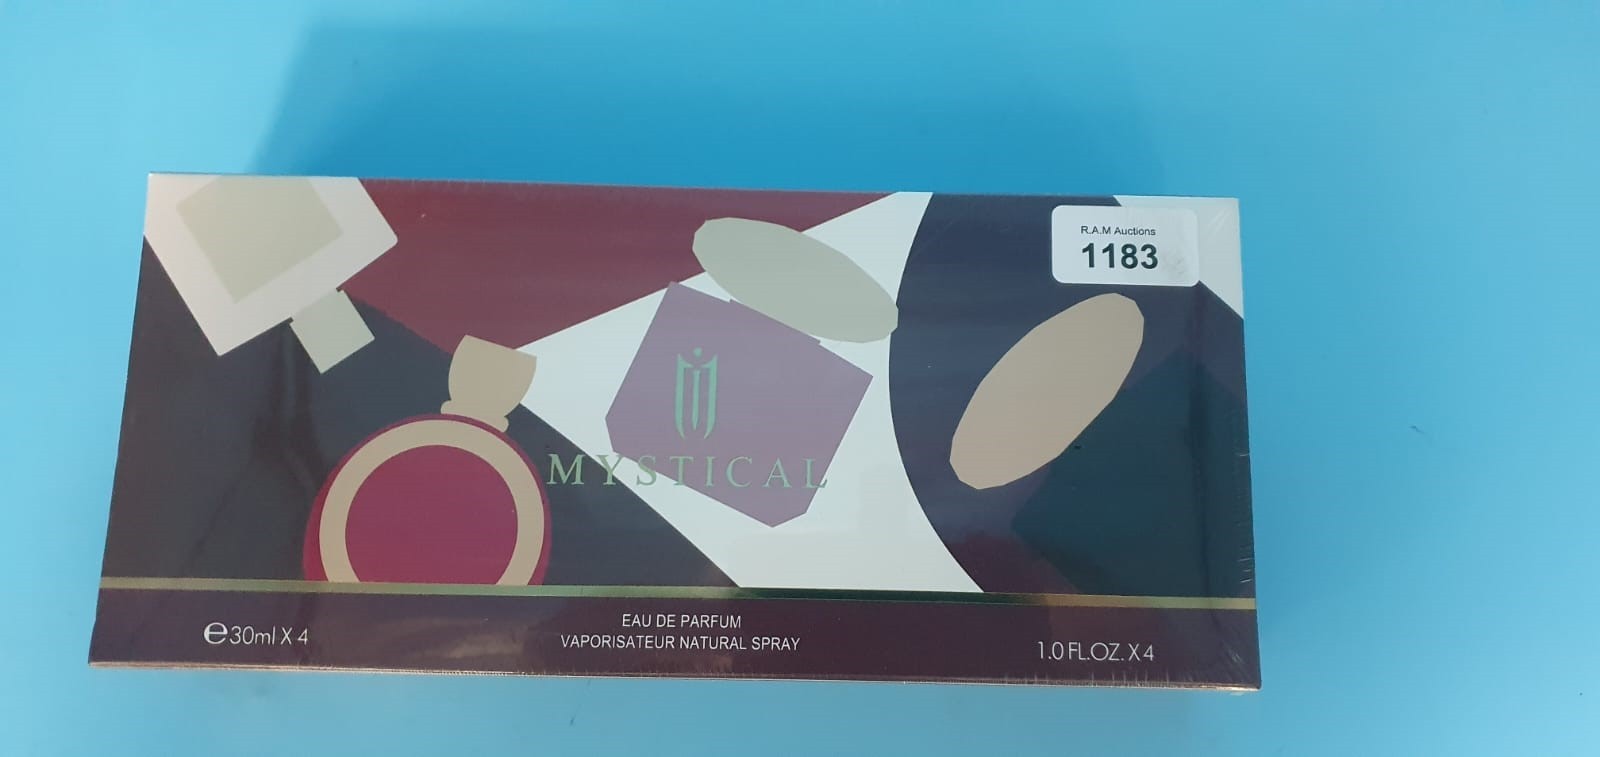 R.A.M Auctions
1183
MYSTICAL
℮30ml X 4
EAU DE PARFUM
VAPORISATEUR NATURAL SPRAY
1.0 FL.OZ. X 4